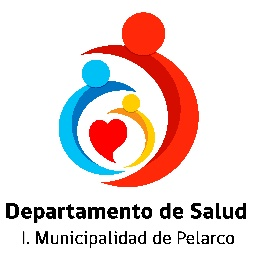 Departamento de Salud
I. Municipalidad de Pelarco